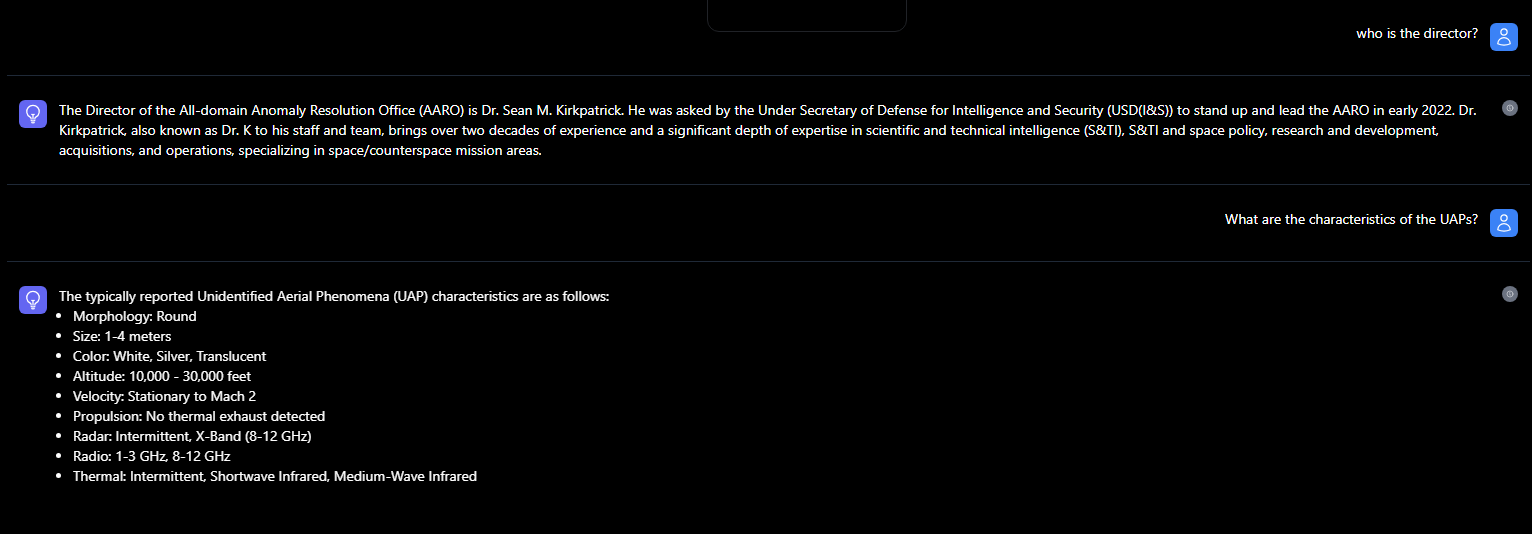 who is the director?
The Director of the All-domain Anomaly Resolution Office (AARO) is Dr. Sean M. Kirkpatrick. He was asked by the Under Secretary of Defense for Intelligence and Security (USD(I&S)) to stand up and lead the AARO in early 2022. Dr.
Kirkpatrick, also known as Dr. K to his staff and team, brings over two decades of experience and a significant depth of expertise in scientific and technical intelligence (S&TI), S&TI and space policy, research and development,
acquisitions, and operations, specializing in space/counterspace mission areas.
What are the characteristics of the UAPs?
The typically reported Unidentified Aerial Phenomena (UAP) characteristics are as follows:
• Morphology: Round
• Size: 1-4 meters
• Color: White, Silver, Translucent
• Altitude: 10,000 - 30,000 feet
• Velocity: Stationary to Mach 2
• Propulsion: No thermal exhaust detected
• Radar: Intermittent, X-Band (8-12 GHz)
• Radio: 1-3 GHz, 8-12 GHz
• Thermal: Intermittent, Shortwave Infrared, Medium-Wave Infrared